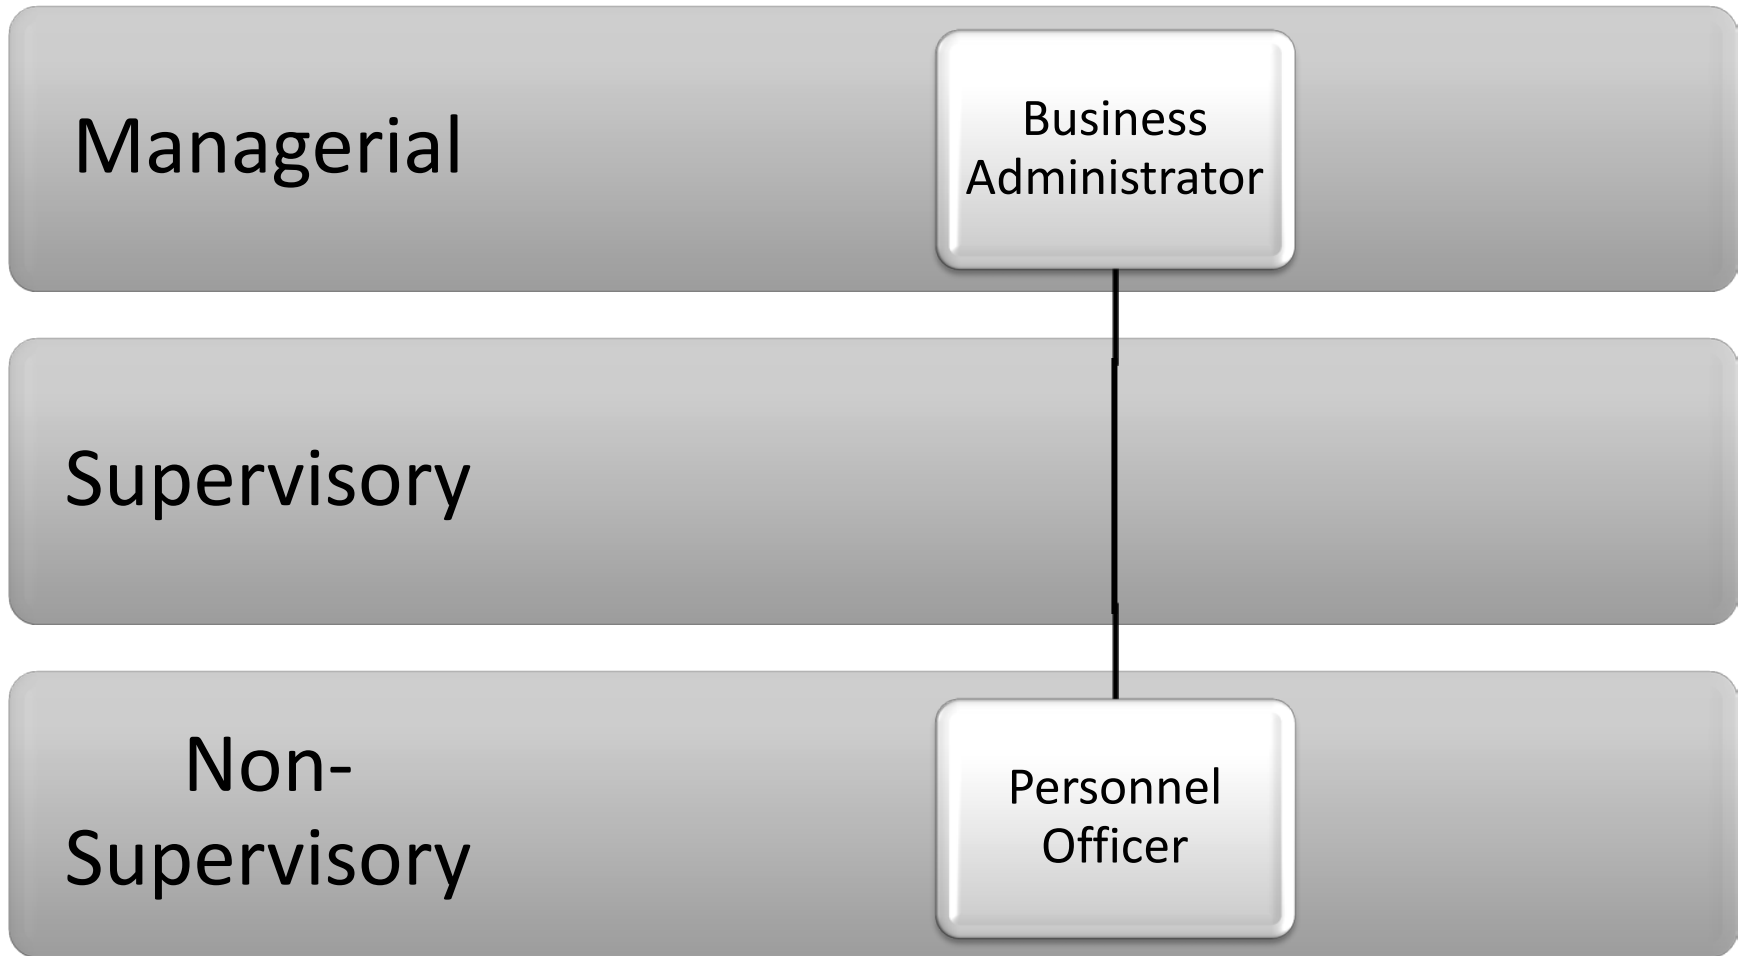 Managerial
Business
Administrator
Supervisory
Non-
Supervisory
Personnel
Officer